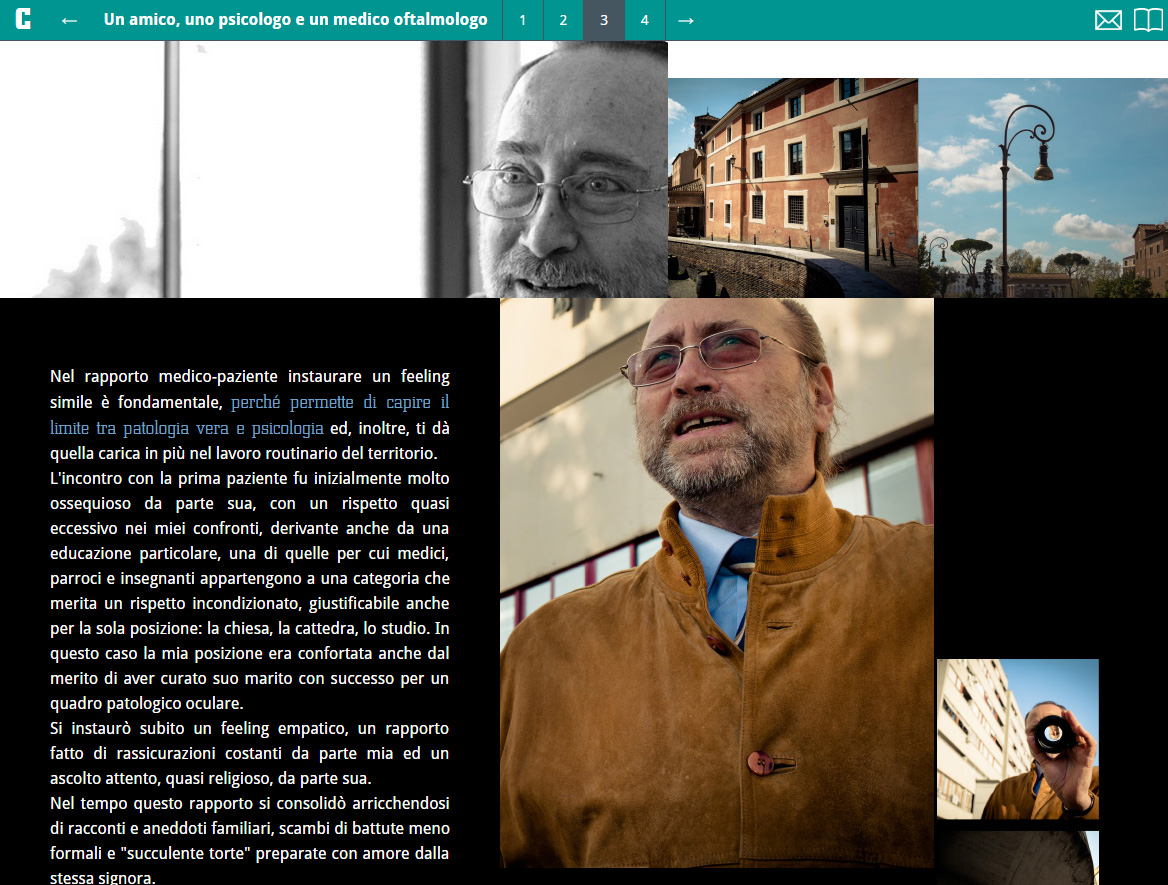 C ← Un amico, uno psicologo e un medico oftalmologo 1 2 3 4 →
Nel rapporto medico-paziente instaurare un feeling
simile è fondamentale, perché permette di capire il
limite tra patologia vera e psicologia ed, inoltre, ti dà
quella carica in più nel lavoro routinario del territorio.
L'incontro con la prima paziente fu inizialmente molto
ossequioso da parte sua, con un rispetto quasi
eccessivo nei miei confronti, derivante anche da una
educazione particolare, una di quelle per cui medici,
parroci e insegnanti appartengono a una categoria che
merita un rispetto incondizionato, giustificabile anche
per la sola posizione: la chiesa, la cattedra, lo studio. In
questo caso la mia posizione era confortata anche dal
merito di aver curato suo marito con successo per un
quadro patologico oculare.
Si instaurò subito un feeling empatico, un rapporto
fatto di rassicurazioni costanti da parte mia ed un
ascolto attento, quasi religioso, da parte sua.
Nel tempo questo rapporto si consolidò arricchendosi
di racconti e aneddoti familiari, scambi di battute meno
formali e "succulente torte" preparate con amore dalla
stessa signora.